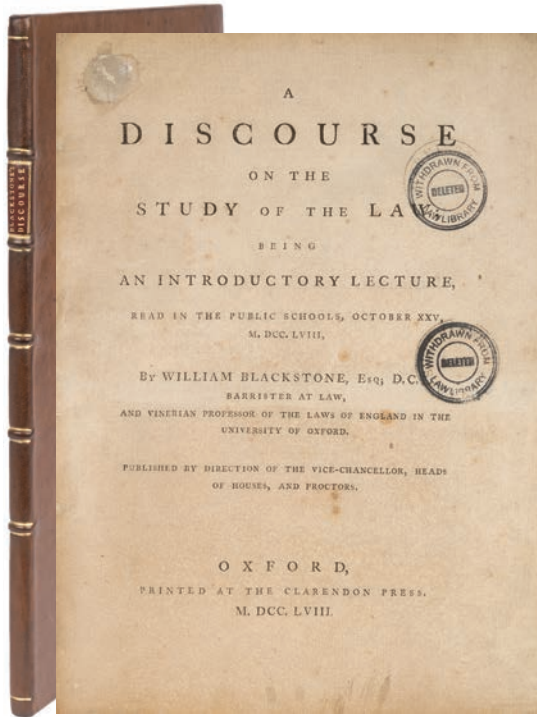 BLACKSTONE'S
DISCOURSE
A
DISCOURSE
ON THE
STUDY OF THE LAW,
BEING
AN INTRODUCTORY LECTURE,
READ IN THE PUBLIC SCHOOLS, OCTOBER XXV,
M. DCC. LVIII,
BY WILLIAM BLACKSTONE, ESQ; D.C.
BARRISTER AT LAW,
AND VINERIAN PROFESSOR OF THE LAWS OF ENGLAND IN THE
UNIVERSITY OF OXFORD.
PUBLISHED BY DIRECTION OF THE VICE-CHANCELLOR, HEADS
OF HOUSES, AND PROCTORS.
OXFORD,
PRINTED AT THE CLARENDON PRESS.
M. DCC. LVIII.
WITHDRAWN FROM
DELETED
LAW LIBRARY
WITHDRAWN FROM
DELETED
LAW LIBRARY